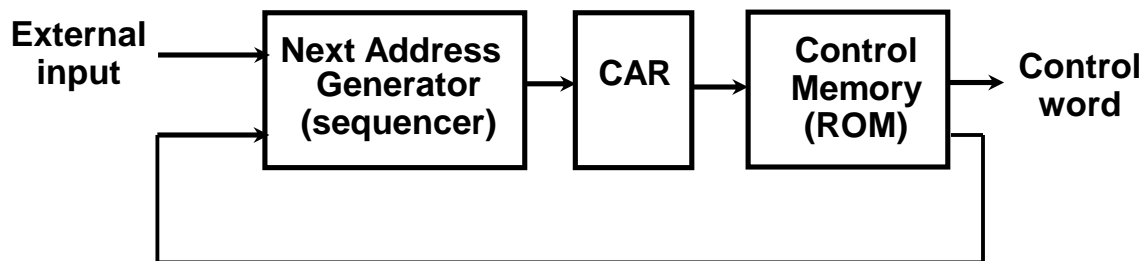 External
input
Next Address
Generator
(sequencer)
CAR
Control
Memory
(ROM)
Control
word